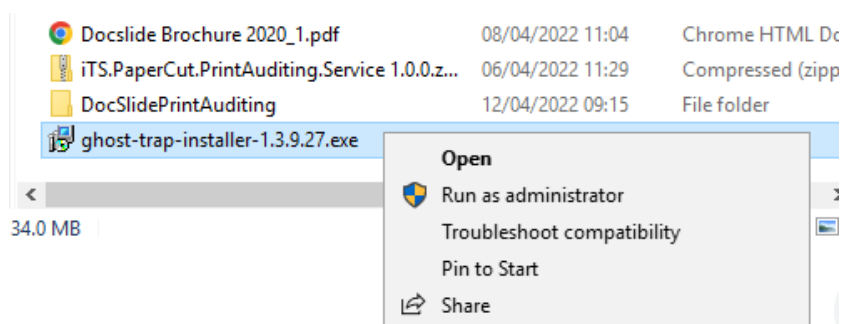 Docslide Brochure 2020_1.pdf 08/04/2022 11:04 Chrome HTML Do
iTS.PaperCut.PrintAuditing.Service 1.0.0.z... 06/04/2022 11:29 Compressed (zipp
DocSlidePrintAuditing 12/04/2022 09:15 File folder
ghost-trap-installer-1.3.9.27.exe
Open
Run as administrator
34.0 MB
Troubleshoot compatibility
Pin to Start
Share